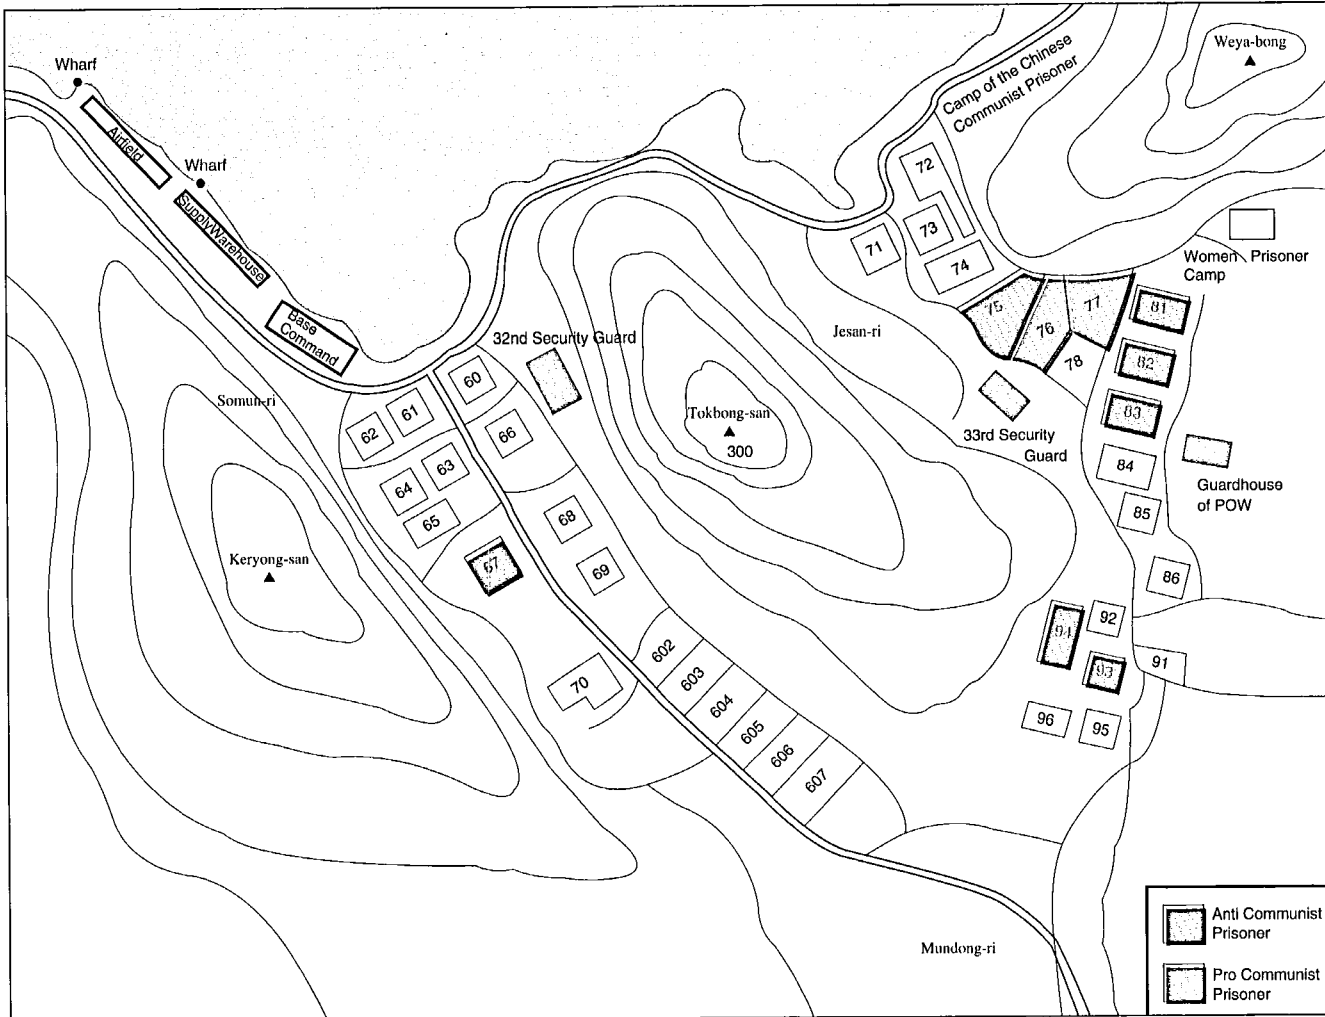 Weya-bong
Wharf
Airfield
Wharf
SupplyWarehouse
Base
Command
Camp of the Chinese
Communist Prisoner
72
73
71
74
Women Prisoner
Camp
75
76
77
78
81
82
83
84
85
86
Jesan-ri
33rd Security
Guard
Guardhouse
of POW
32nd Security Guard
Tokbong-san
300
Somun-ri
60
61
62
66
63
64
65
67
68
69
Keryong-san
70
602
603
604
605
606
607
92
94
93
91
96
95
Mundong-ri
Anti Communist
Prisoner
Pro Communist
Prisoner